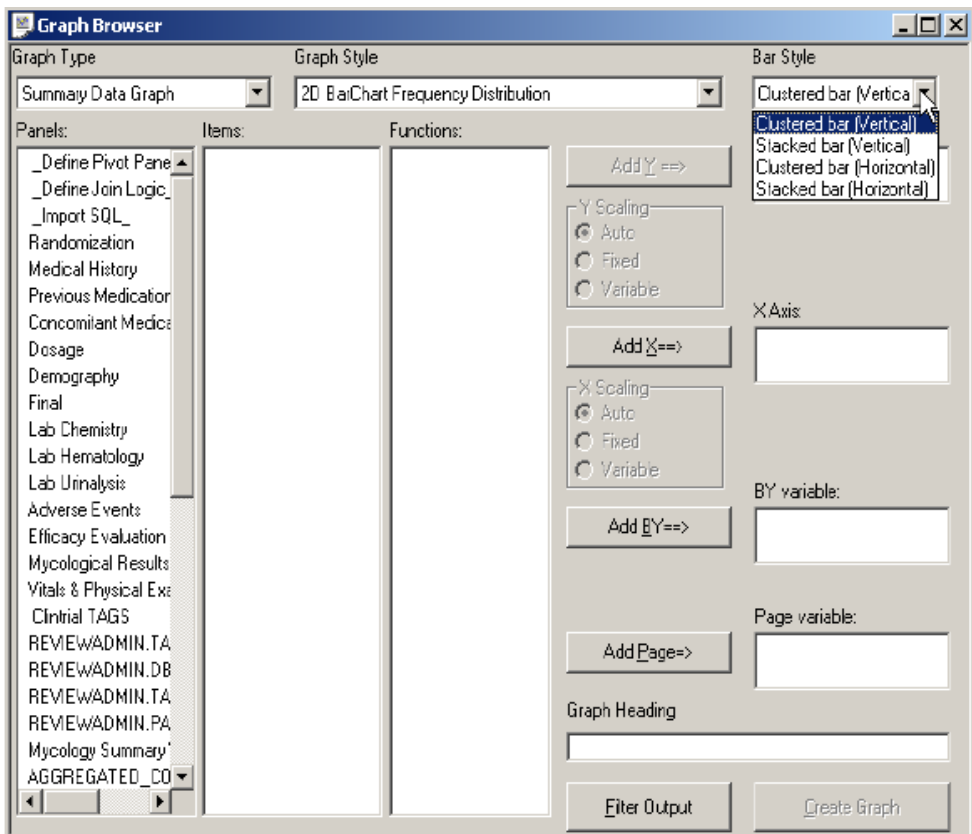 Graph Browser
Graph Type
Graph Style
Bar Style
Summary Data Graph
2D BarChart Frequency Distribution
Clustered bar (Vertica
Clustered bar (Vertical)
Stacked bar (Vertical)
Clustered bar (Horizontal)
Stacked bar (Horizontal)
Panels:
Items:
Functions:
_Define Pivot Pane
_Define Join Logic_
_Import SQL_
Randomization
Medical History
Previous Medication
Concomitant Medica
Dosage
Demography
Final
Lab Chemistry
Lab Hematology
Lab Urinalysis
Adverse Events
Efficacy Evaluation
Mycological Results
Vitals & Physical Exa
Clintrial TAGS
REVIEWADMIN.TA
REVIEWADMIN.DB
REVIEWADMIN.TA
REVIEWADMIN.PA
Mycology Summary
AGGREGATED_CO
Add Y ==>
Y Scaling
Auto
Fixed
Variable
Add X==>
X Scaling
Auto
Fixed
Variable
Add BY==>
Add Page=>
X Axis:
BY variable:
Page variable:
Graph Heading
Filter Output
Create Graph